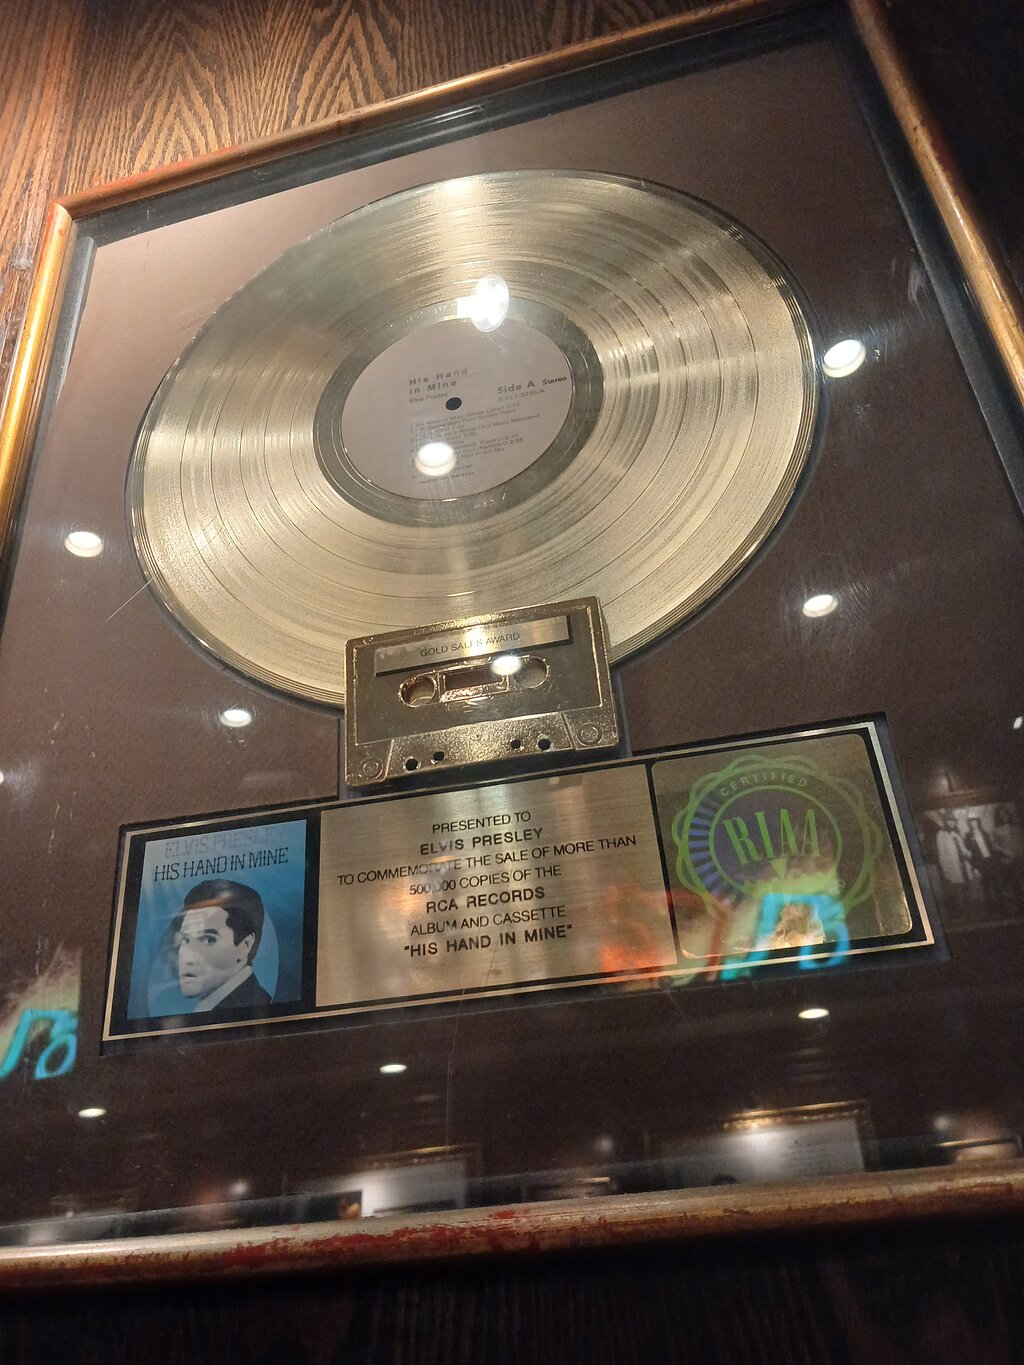 His Hand
in Mine
Elvis Presley
Side A Stereo
AYL1-3935-A
GOLD SALES AWARD
ELVIS PRESLEY
HIS HAND IN MINE
PRESENTED TO
ELVIS PRESLEY
TO COMMEMORATE THE SALE OF MORE THAN
500,000 COPIES OF THE
RCA RECORDS
ALBUM AND CASSETTE
"HIS HAND IN MINE"
CERTIFIED
RIAA